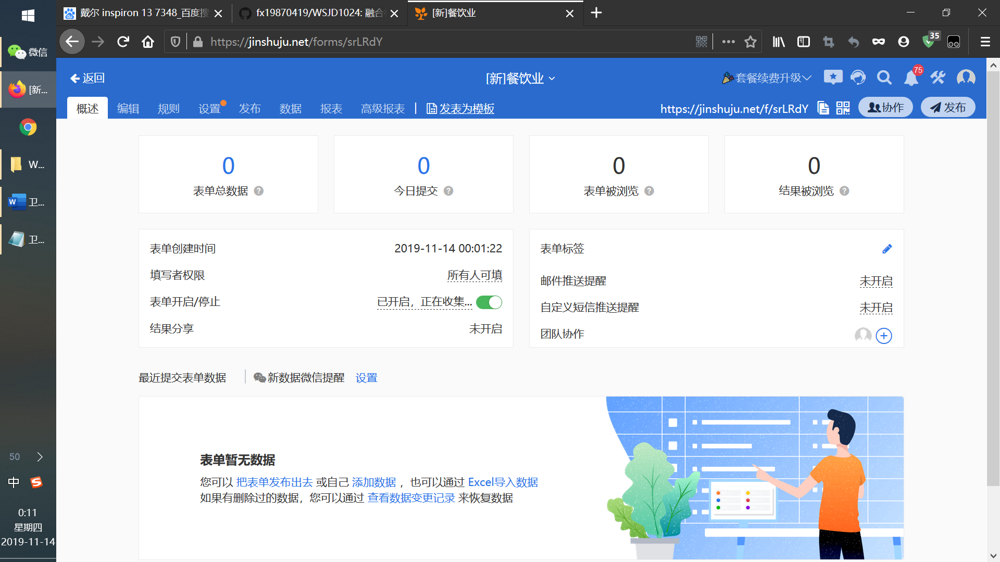 戴尔 inspiron 13 7348_百度搜
fx19870419/WSJD1024: 融合
[新]餐饮业
微信
https://jinshuju.net/forms/srLRdY
35
[新...
返回
[新]餐饮业
套餐续费升级
75
概述 编辑 规则 设置 发布 数据 报表 高级报表 | 发表为模板
https://jinshuju.net/f/srLRdY
协作
发布
W...
卫...
卫...
0
表单总数据
0
今日提交
0
表单被浏览
0
结果被浏览
表单创建时间 2019-11-14 00:01:22
填写者权限 所有人可填
表单开启/停止 已开启，正在收集...
结果分享 未开启
表单标签
邮件推送提醒 未开启
自定义短信推送提醒 未开启
团队协作
最近提交表单数据 新数据微信提醒 设置
表单暂无数据
您可以 把表单发布出去 或自己 添加数据 ，也可以通过 Excel导入数据
如果有删除过的数据，您可以通过 查看数据变更记录 来恢复数据
50
中
0:11
星期四
2019-11-14